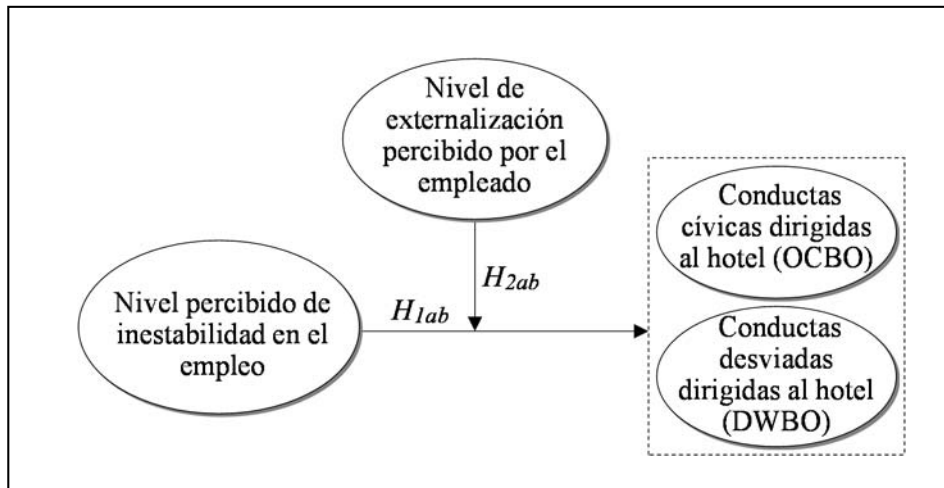 Nivel de
externalización
percibido por el
empleado
Nivel percibido de
inestabilidad en el
empleo
H1ab
H2ab
Conductas
cívicas dirigidas
al hotel (OCBO)
Conductas
desviadas
dirigidas al hotel
(DWBO)